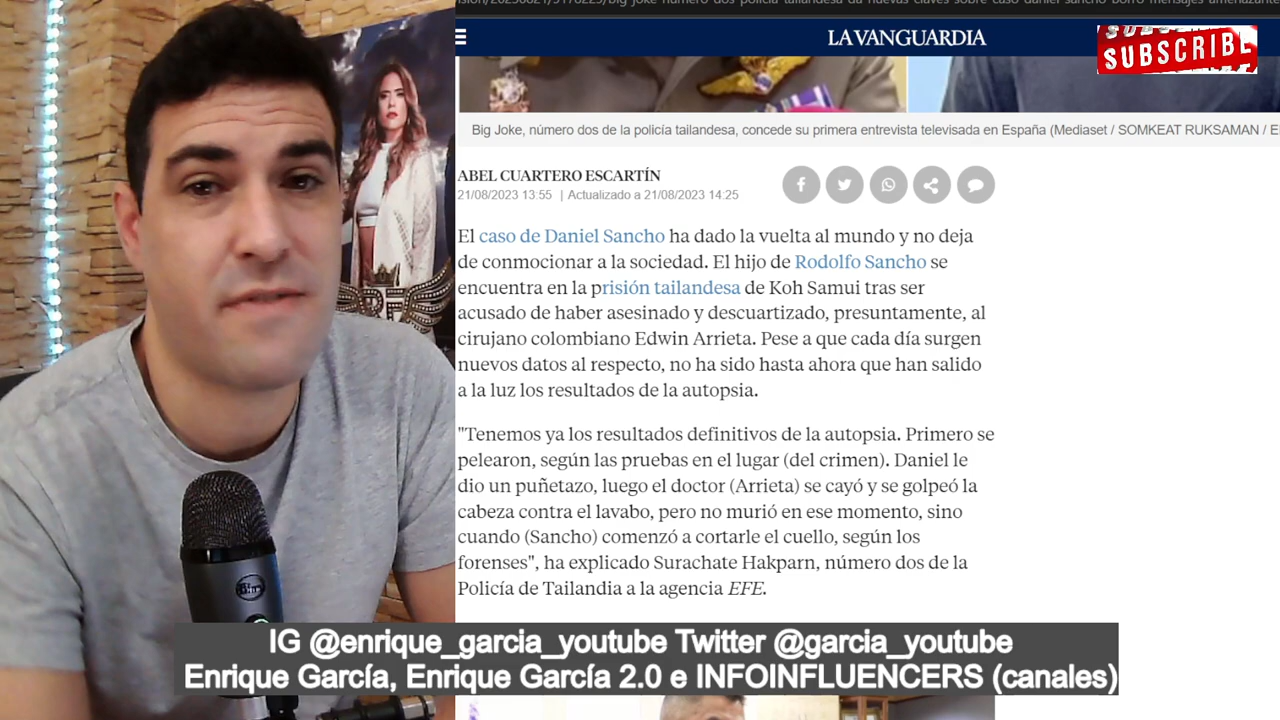 LAVANGUARDIA
SUBSCRIBE
Big Joke, número dos de la policía tailandesa, concede su primera entrevista televisada en España (Mediaset / SOMKEAT RUKSAMAN /
ABEL CUARTERO ESCARTÍN
21/08/2023 13:55 | Actualizado a 21/08/2023 14:25
El caso de Daniel Sancho ha dado la vuelta al mundo y no deja
de conmocionar a la sociedad. El hijo de Rodolfo Sancho se
encuentra en la prisión tailandesa de Koh Samui tras ser
acusado de haber asesinado y descuartizado, presuntamente, al
cirujano colombiano Edwin Arrieta. Pese a que cada día surgen
nuevos datos al respecto, no ha sido hasta ahora que han salido
a la luz los resultados de la autopsia.
"Tenemos ya los resultados definitivos de la autopsia. Primero se
pelearon, según las pruebas en el lugar (del crimen). Daniel le
dio un puñetazo, luego el doctor (Arrieta) se cayó y se golpeó la
cabeza contra el lavabo, pero no murió en ese momento, sino
cuando (Sancho) comenzó a cortarle el cuello, según los
forenses", ha explicado Surachate Hakparn, número dos de la
Policía de Tailandia a la agencia EFE.
IG @enrique_garcia_youtube Twitter @garcia_youtube
Enrique García, Enrique García 2.0 e INFOINFLUENCERS (canales)